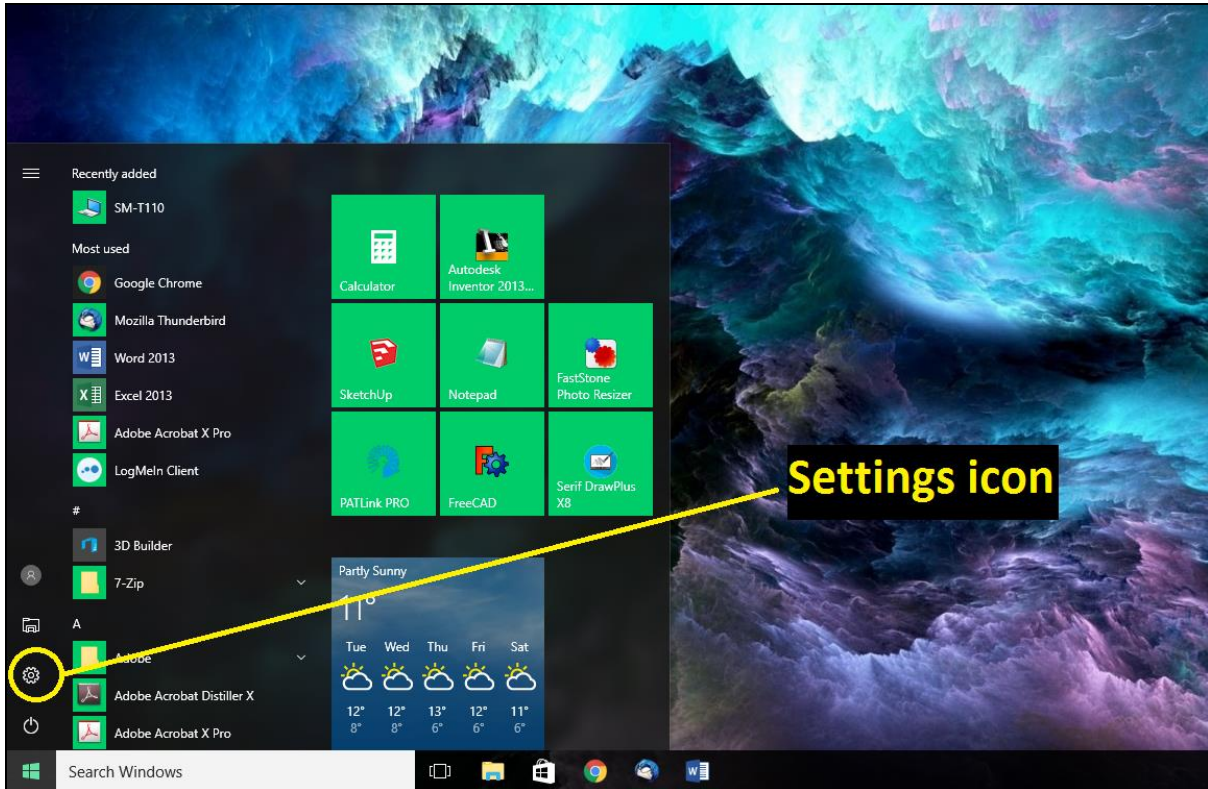 Recently added
SM-T110
Most used
Google Chrome
Mozilla Thunderbird
Word 2013
Excel 2013
Adobe Acrobat X Pro
LogMeIn Client
#
3D Builder
7-Zip
A
Adobe
Adobe Acrobat Distiller X
Adobe Acrobat X Pro
Calculator
Autodesk
Inventor 2013...
SketchUp
Notepad
FastStone
Photo Resizer
PATLink PRO
FreeCAD
Serif DrawPlus
X8
Partly Sunny
11°
Tue Wed Thu Fri Sat
12° 12° 13° 12° 11°
8° 8° 6° 6° 6°
Settings icon
Search Windows